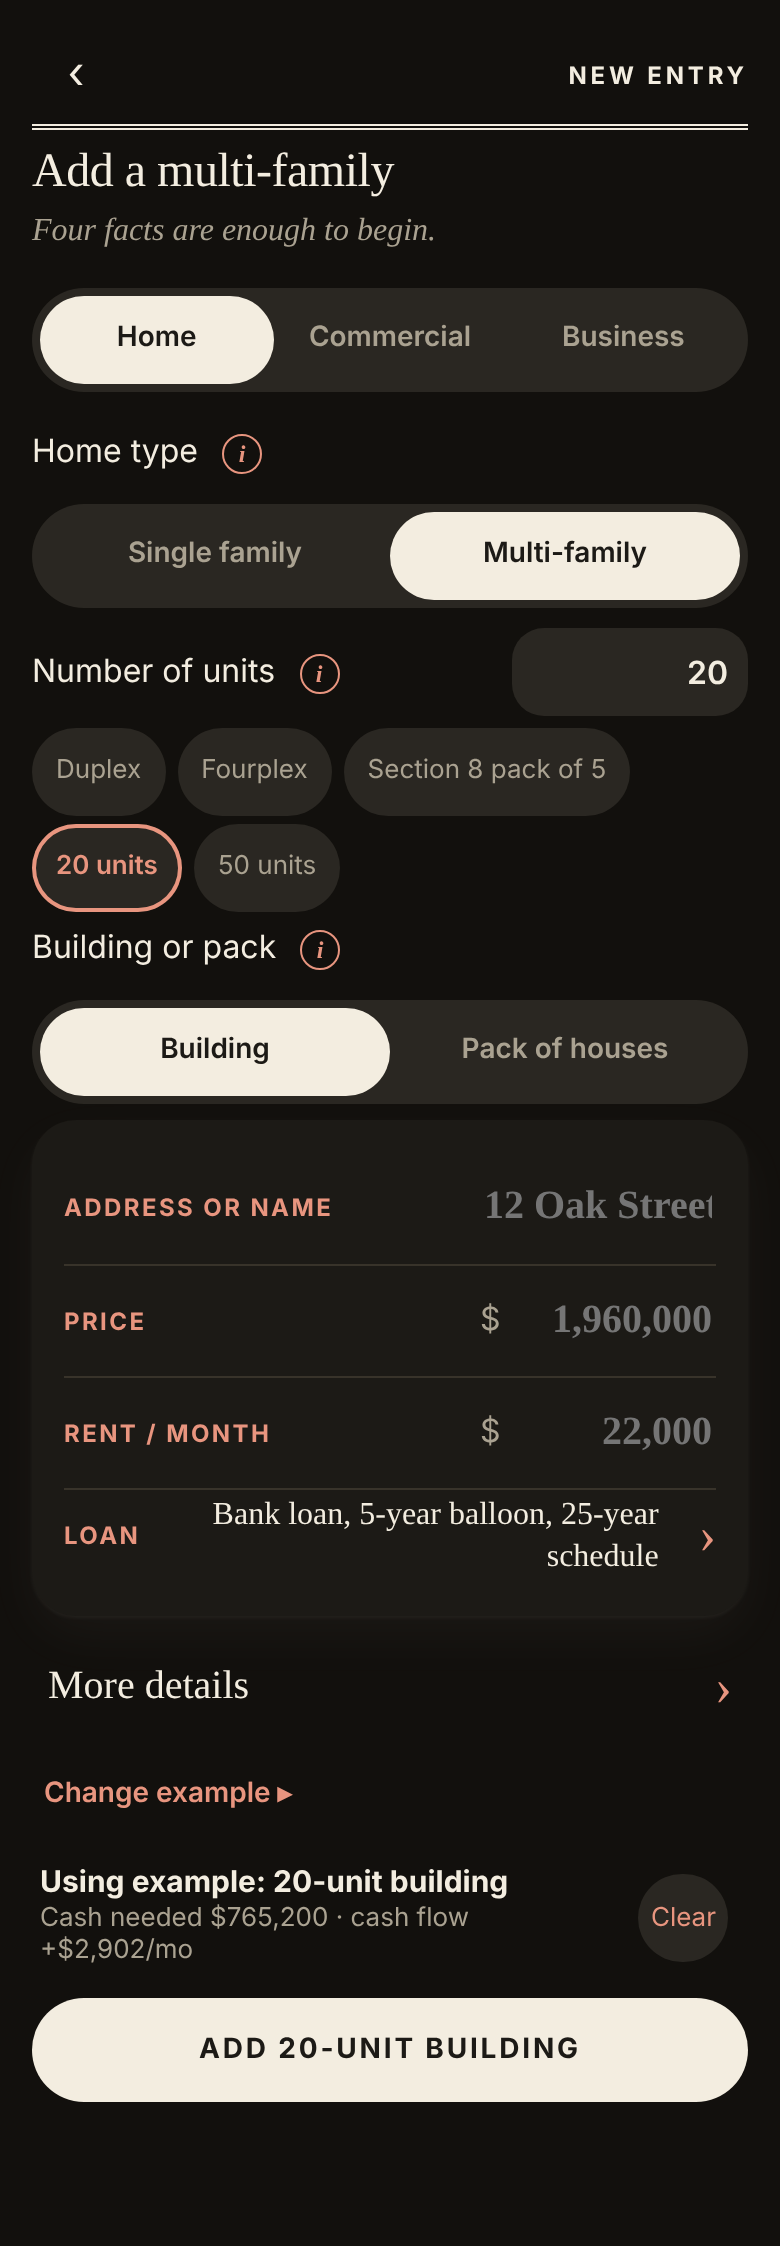 ‹ NEW ENTRY
Add a multi-family
Four facts are enough to begin.
Home Commercial Business
Home type i
Single family Multi-family
Number of units i 20
Duplex Fourplex Section 8 pack of 5
20 units 50 units
Building or pack i
Building Pack of houses
ADDRESS OR NAME 12 Oak Street
PRICE $ 1,960,000
RENT / MONTH $ 22,000
LOAN Bank loan, 5-year balloon, 25-year
schedule ›
More details ›
Change example ▸
Using example: 20-unit building
Cash needed $765,200 · cash flow
+$2,902/mo
Clear
ADD 20-UNIT BUILDING